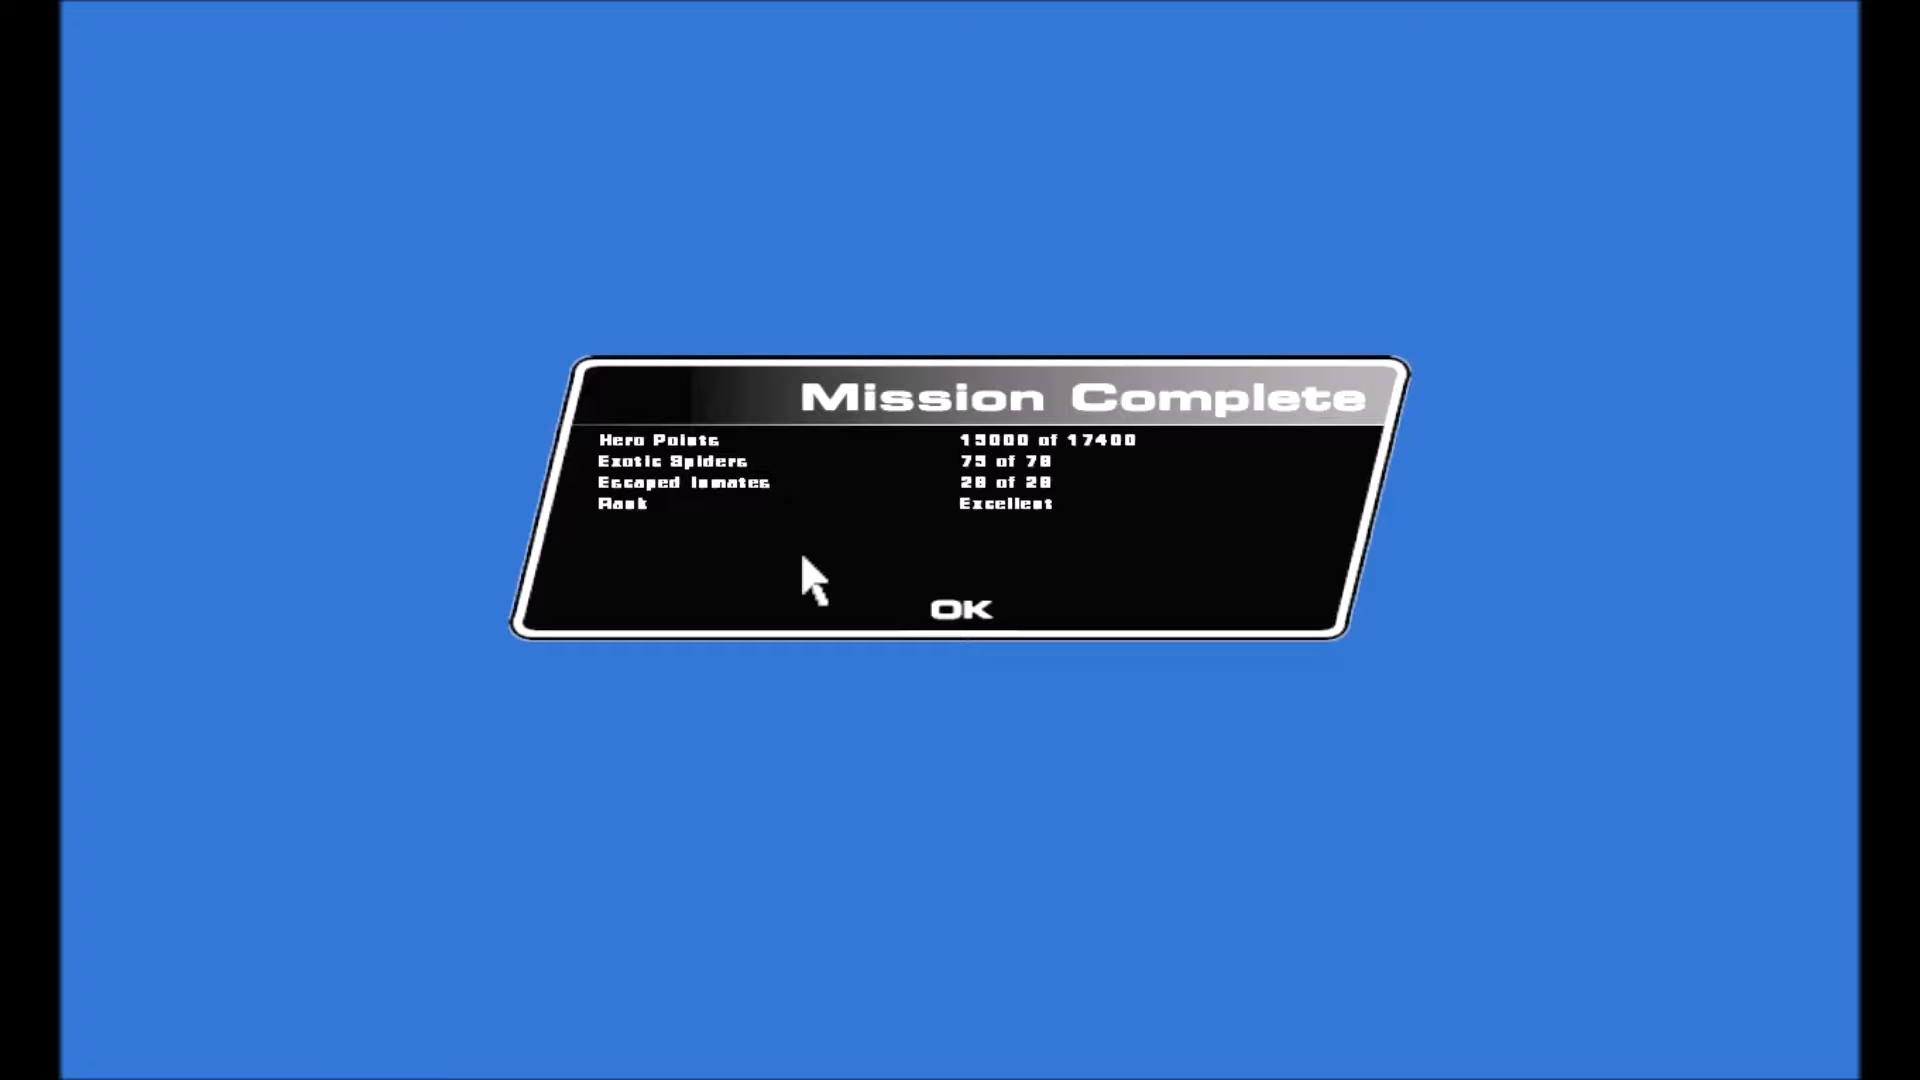 Mission Complete
Hero Points 15000 of 17400
Exotic Spiders 75 of 78
Escaped Inmates 28 of 28
Rank Excellent
OK